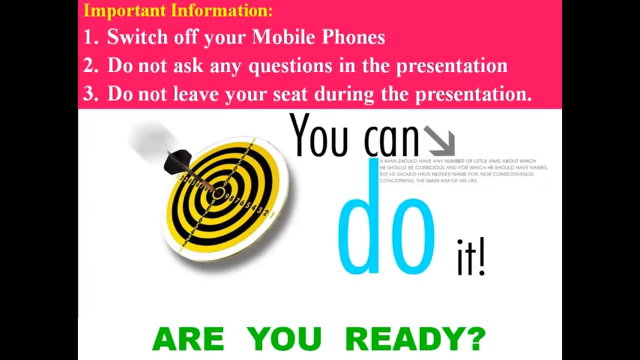 Important Information:
1. Switch off your Mobile Phones
2. Do not ask any questions in the presentation
3. Do not leave your seat during the presentation.
You can
A MAN SHOULD HAVE ANY NUMBER OF LITTLE AIMS ABOUT WHICH
HE SHOULD BE CONSCIOUS AND FOR WHICH HE SHOULD HAVE NAMES,
BUT HE SHOULD HAVE NEITHER NAME FOR, NOR CONSCIOUSNESS
CONCERNING, THE MAIN AIM OF HIS LIFE.
do it!
ARE YOU READY?